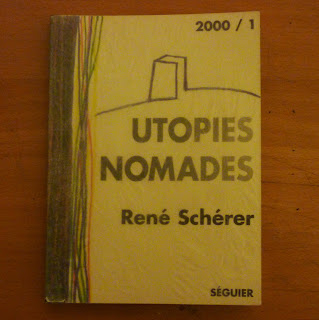 2000 / 1
UTOPIES
NOMADES
René Schérer
SÉGUIER